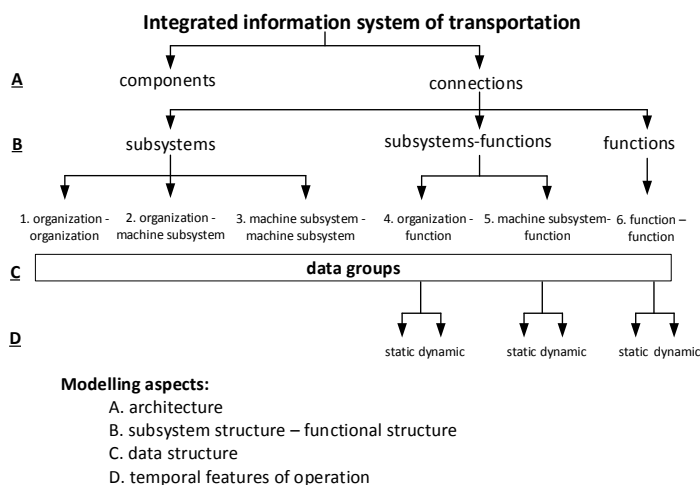 Integrated information system of transportation
A
components
connections
B
subsystems
subsystems-functions
functions
1. organization -
organization
2. organization -
machine subsystem
3. machine subsystem -
machine subsystem
4. organization -
function
5. machine subsystem-
function
6. function –
function
C
data groups
D
static dynamic
static dynamic
static dynamic
Modelling aspects:
A. architecture
B. subsystem structure – functional structure
C. data structure
D. temporal features of operation